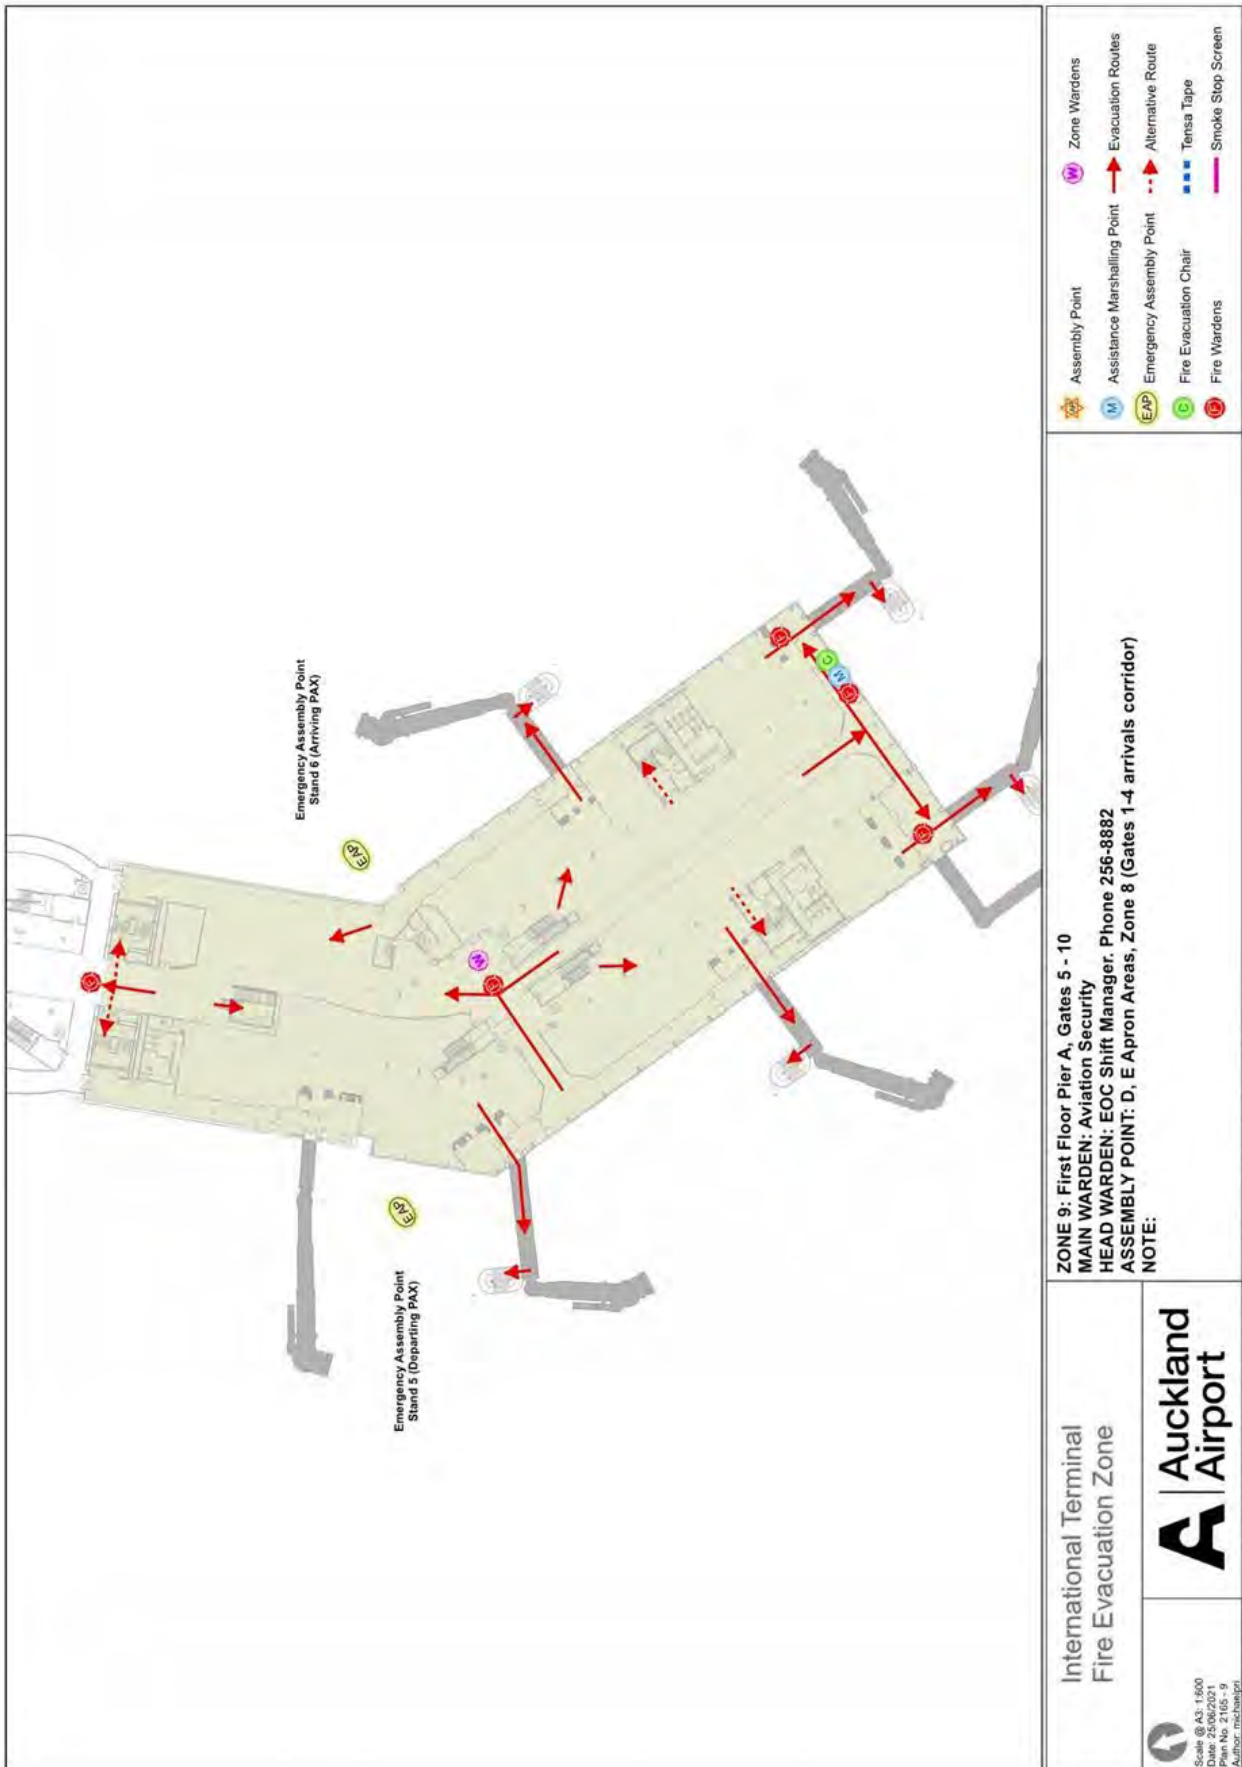 Emergency Assembly Point
Stand 6 (Arriving PAX)
EAP
W
F
F
C
M
F
F
F
EAP
Emergency Assembly Point
Stand 5 (Departing PAX)
International Terminal
Fire Evacuation Zone
Scale @ A3: 1:600
Date: 25/06/2021
Plan No. 2165 - 9
Author: michaelpri
A | Auckland
Airport
ZONE 9: First Floor Pier A, Gates 5 - 10
MAIN WARDEN: Aviation Security
HEAD WARDEN: EOC Shift Manager. Phone 256-8882
ASSEMBLY POINT: D, E Apron Areas, Zone 8 (Gates 1-4 arrivals corridor)
NOTE:
Assembly Point
M Assistance Marshalling Point
EAP Emergency Assembly Point
C Fire Evacuation Chair
F Fire Wardens
W Zone Wardens
Evacuation Routes
Alternative Route
Tensa Tape
Smoke Stop Screen